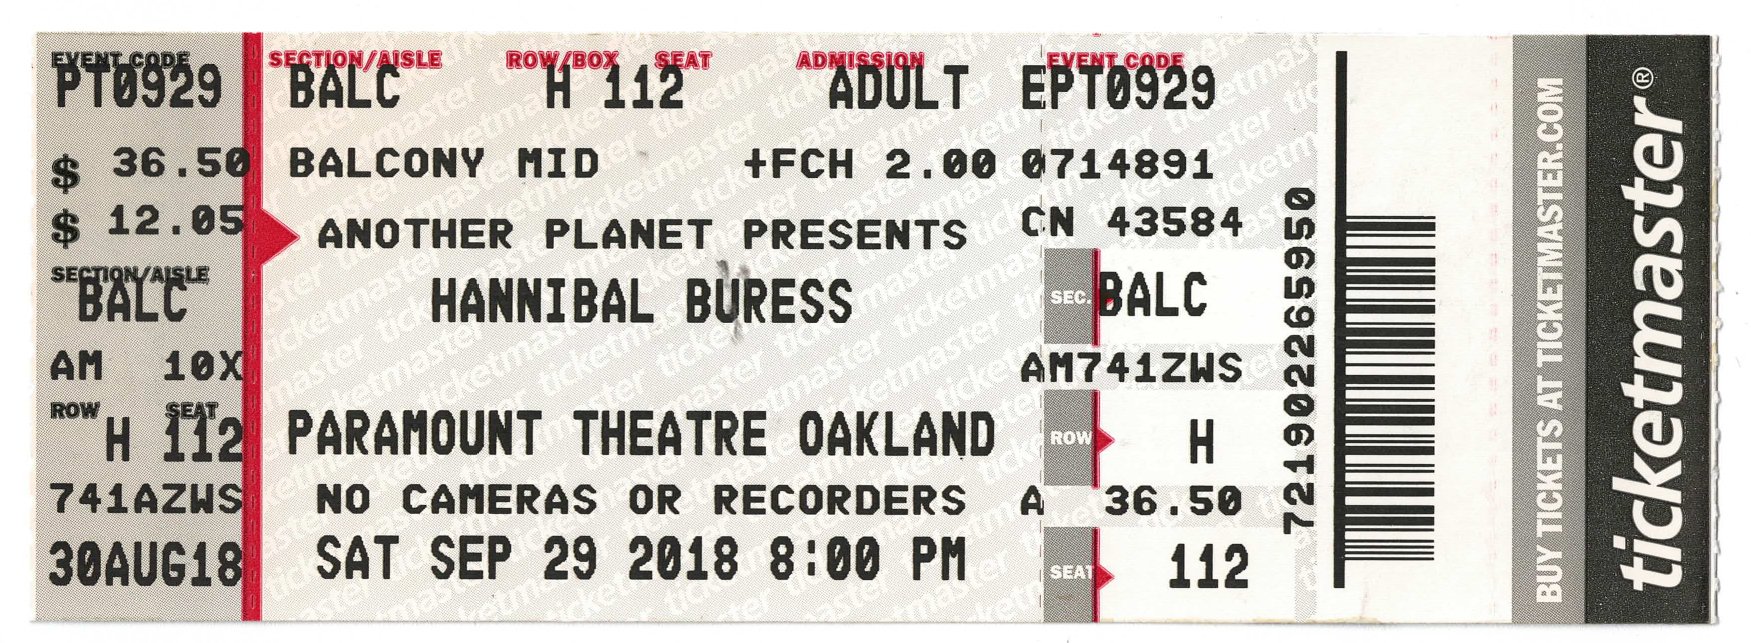 EVENT CODE
PT0929
$ 36.50
$ 12.05
SECTION/AISLE
BALC
AM 10X
ROW SEAT
H 112
741AZWS
30AUG18
SECTION/AISLE ROW/BOX SEAT ADMISSION EVENT CODE
BALC H 112 ADULT EPT0929
BALCONY MID +FCH 2.00 0714891
ANOTHER PLANET PRESENTS
HANNIBAL BURESS
PARAMOUNT THEATRE OAKLAND
NO CAMERAS OR RECORDERS
SAT SEP 29 2018 8:00 PM
CN 43584
SEC. BALC
AM741ZWS
ROW H
A 36.50
SEAT 112
721902265950
BUY TICKETS AT TICKETMASTER.COM
ticketmaster®